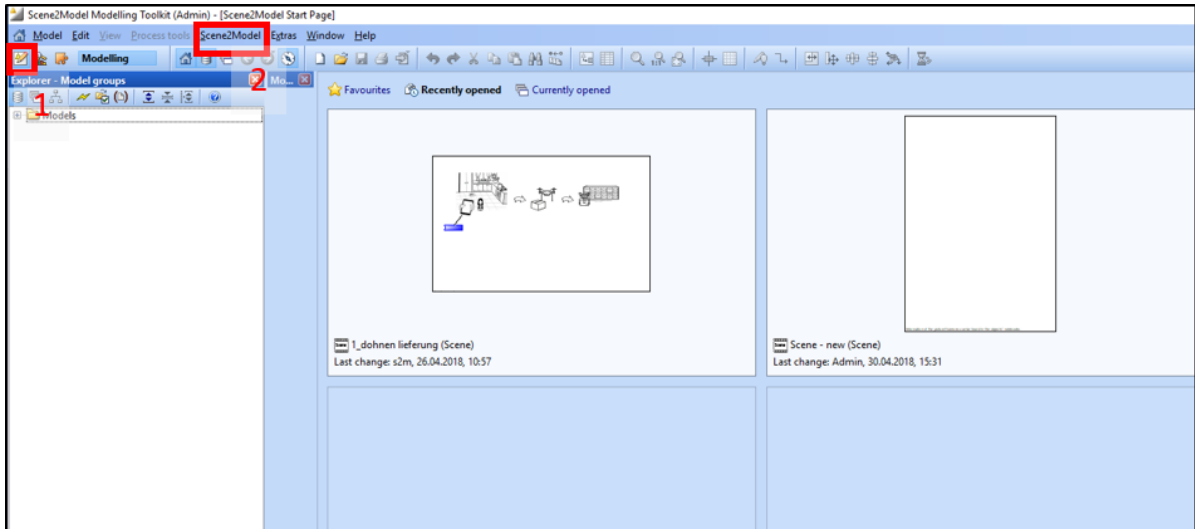 Scene2Model Modelling Toolkit (Admin) - [Scene2Model Start Page]
Model Edit View Process tools Scene2Model Extras Window Help
Modelling
Explorer - Model groups
Mo...
2
1
Models
Favourites Recently opened Currently opened
1_dohnen lieferung (Scene)
Last change: s2m, 26.04.2018, 10:57
Scene - new (Scene)
Last change: Admin, 30.04.2018, 15:31